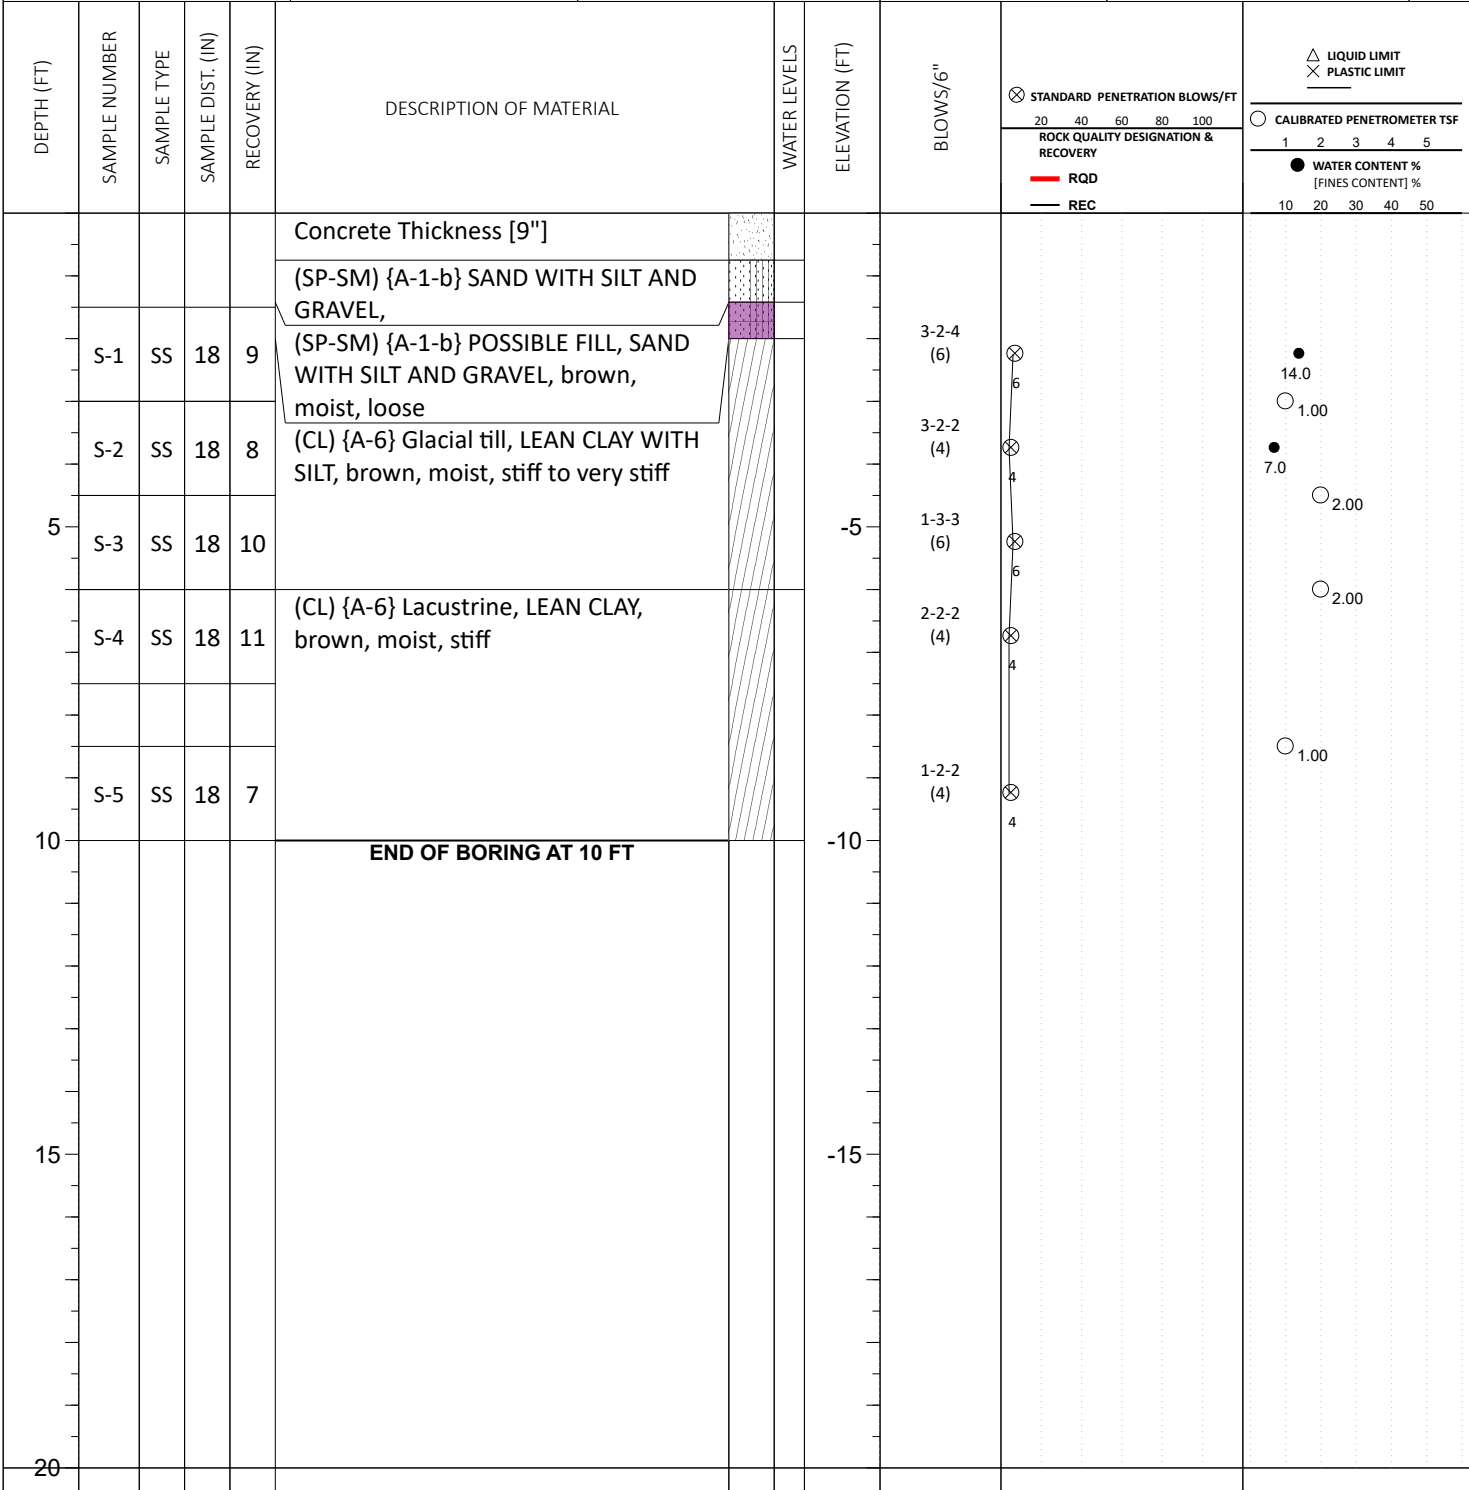 DEPTH (FT)
SAMPLE NUMBER
SAMPLE TYPE
SAMPLE DIST. (IN)
RECOVERY (IN)
DESCRIPTION OF MATERIAL
WATER LEVELS
ELEVATION (FT)
BLOWS/6"
STANDARD PENETRATION BLOWS/FT
20 40 60 80 100
ROCK QUALITY DESIGNATION &
RECOVERY
RQD
REC
LIQUID LIMIT
PLASTIC LIMIT
CALIBRATED PENETROMETER TSF
1 2 3 4 5
WATER CONTENT %
[FINES CONTENT] %
10 20 30 40 50
Concrete Thickness [9"]
(SP-SM) {A-1-b} SAND WITH SILT AND
GRAVEL,
(SP-SM) {A-1-b} POSSIBLE FILL, SAND
WITH SILT AND GRAVEL, brown,
moist, loose
S-1 SS 18 9
3-2-4
(6)
6
14.0
1.00
(CL) {A-6} Glacial till, LEAN CLAY WITH
SILT, brown, moist, stiff to very stiff
S-2 SS 18 8
3-2-2
(4)
4
7.0
2.00
5
-5
S-3 SS 18 10
1-3-3
(6)
6
2.00
(CL) {A-6} Lacustrine, LEAN CLAY,
brown, moist, stiff
S-4 SS 18 11
2-2-2
(4)
4
1.00
S-5 SS 18 7
1-2-2
(4)
4
10
-10
END OF BORING AT 10 FT
15
-15
20